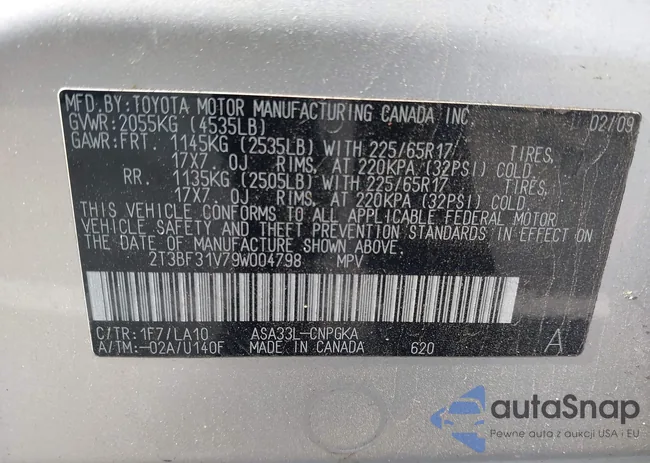 MFD.BY:TOYOTA MOTOR MANUFACTURING CANADA INC. 02/09
GVWR:2055KG (4535LB)
GAWR:FRT. 1145KG (2535LB) WITH 225/65R17 TIRES,
17X7 0J RIMS, AT 220KPA (32PSI) COLD.
RR. 1135KG (2505LB) WITH 225/65R17 TIRES,
17X7 0J RIMS, AT 220KPA (32PSI) COLD.
THIS VEHICLE CONFORMS TO ALL APPLICABLE FEDERAL MOTOR
VEHICLE SAFETY AND THEFT PREVENTION STANDARDS IN EFFECT
ON THE DATE OF MANUFACTURE SHOWN ABOVE.
2T3BF31V79W004798 MPV
C/TR:1F7/LA10 ASA33L-CNPGKA
A/TM:-02A/U140F MADE IN CANADA 620 A
autoSnap
Pewne auta z aukcji USA i EU